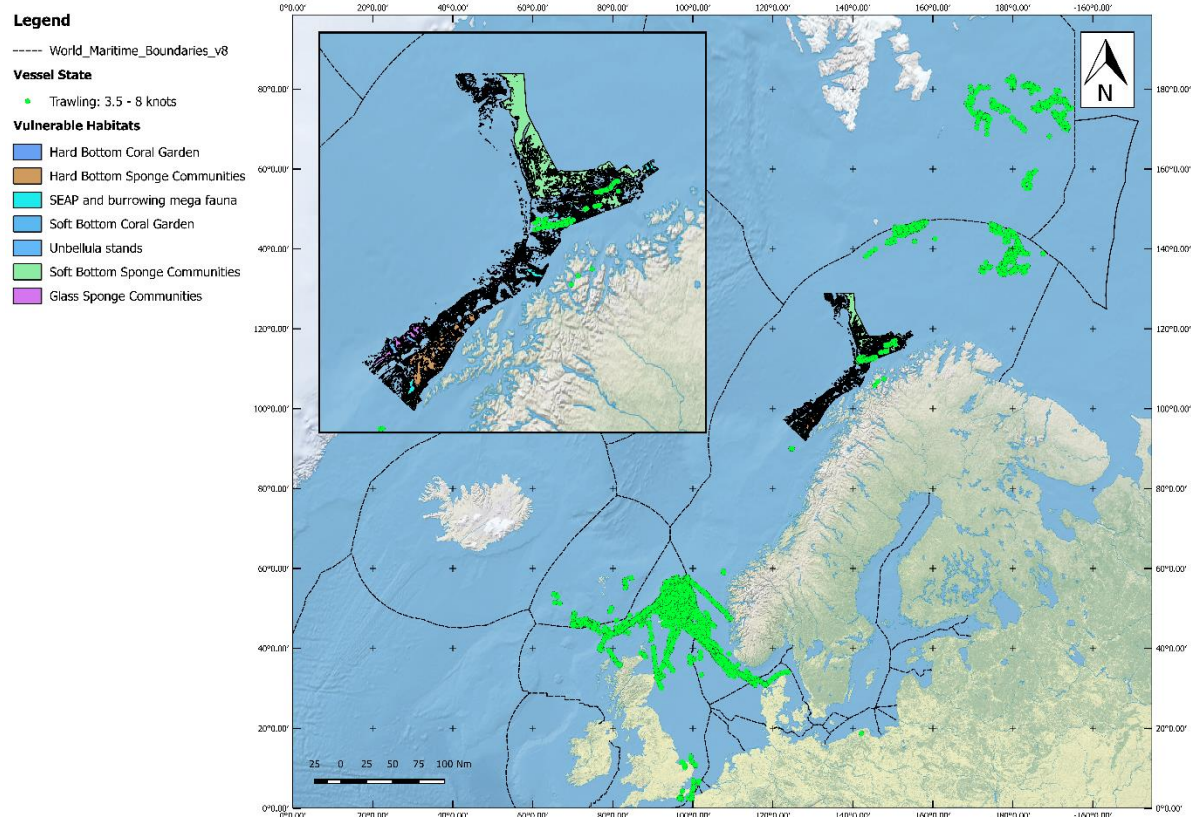 Legend
World_Maritime_Boundaries_v8
Vessel State
Trawling: 3.5 - 8 knots
Vulnerable Habitats
Hard Bottom Coral Garden
Hard Bottom Sponge Communities
SEAP and burrowing mega fauna
Soft Bottom Coral Garden
Unbellula stands
Soft Bottom Sponge Communities
Glass Sponge Communities
0°0.00' 20°0.00' 40°0.00' 60°0.00' 80°0.00' 100°0.00' 120°0.00' 140°0.00' 160°0.00' 180°0.00' -160°0.00'
N
80°0.00' 180°0.00'
60°0.00' 160°0.00'
40°0.00' 140°0.00'
120°0.00' 120°0.00'
100°0.00' 100°0.00'
80°0.00' 80°0.00'
60°0.00' 60°0.00'
40°0.00' 40°0.00'
20°0.00' 20°0.00'
25 0 25 50 75 100 Nm
0°0.00' 0°0.00'
0°0.00' 20°0.00' 40°0.00' 60°0.00' 80°0.00' 100°0.00' 120°0.00' 140°0.00' 160°0.00' 180°0.00' -160°0.00'